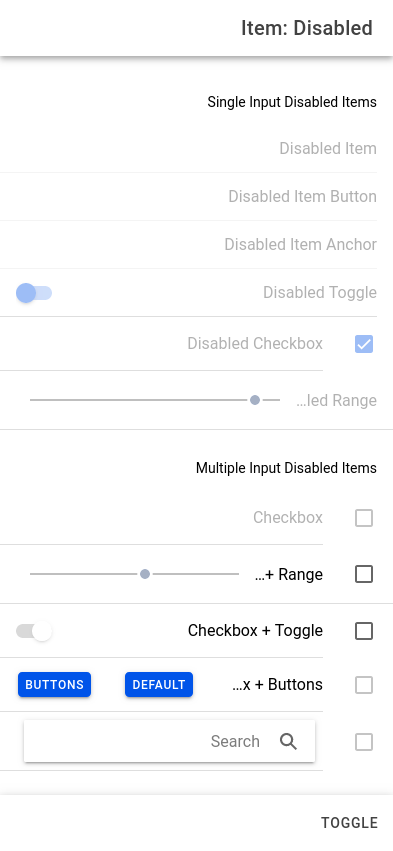 Item: Disabled
Single Input Disabled Items
Disabled Item
Disabled Item Button
Disabled Item Anchor
Disabled Toggle
Disabled Checkbox
...led Range
Multiple Input Disabled Items
Checkbox
...+ Range
Checkbox + Toggle
...x + Buttons
DEFAULT
BUTTONS
Search
TOGGLE